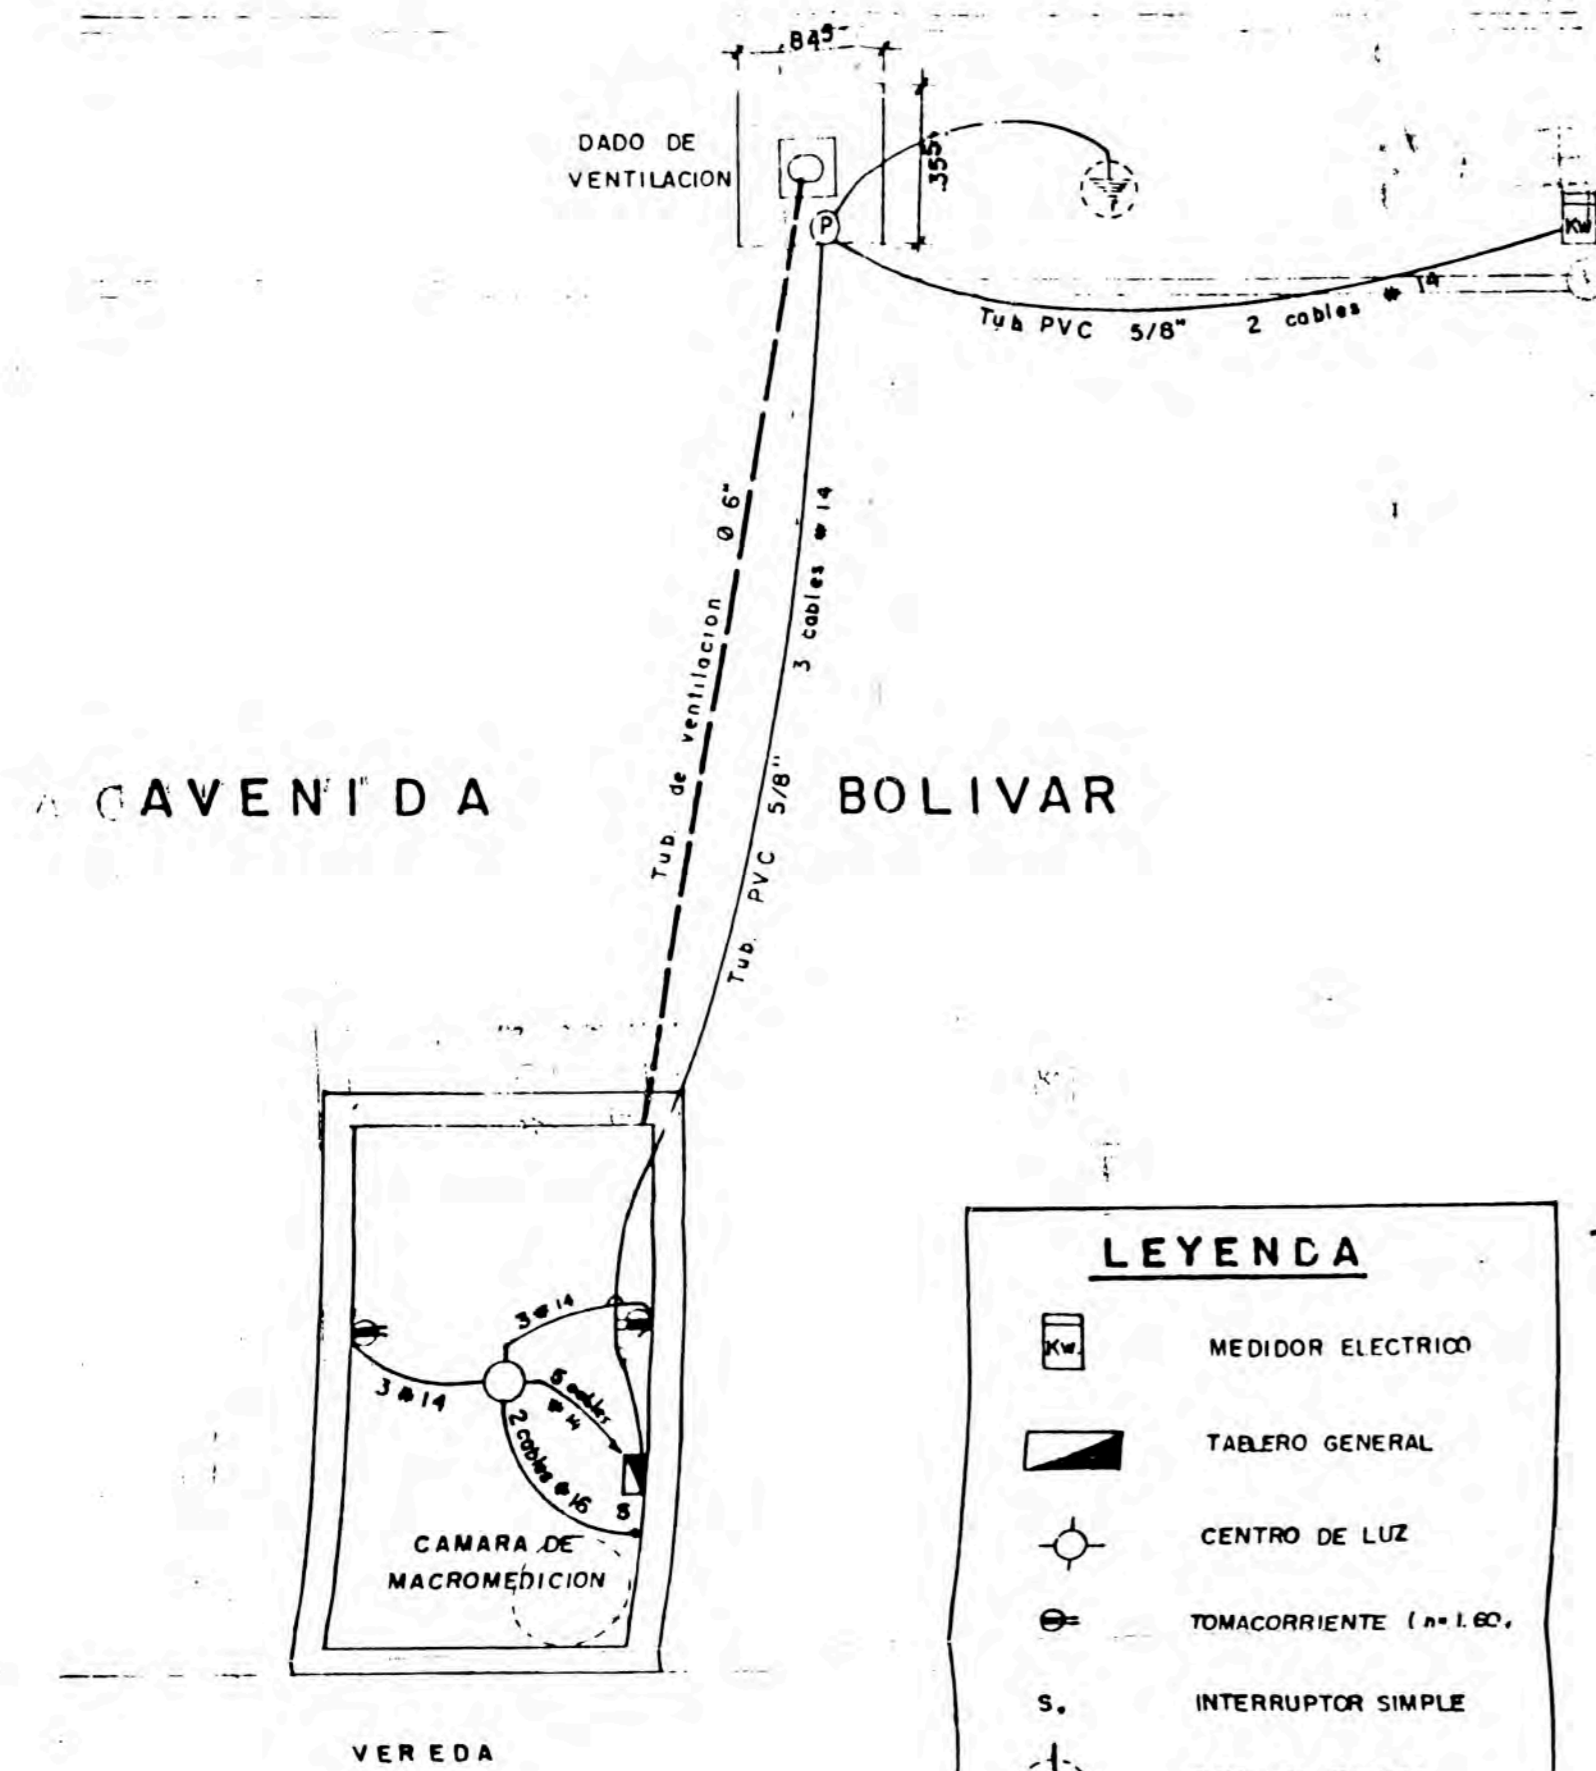 .845
DADO DE
VENTILACION
.355
P
Kw
Tub PVC 5/8" 2 cables # 14
Tub. de ventilacion Ø 6"
Tub. PVC 5/8" 3 cables # 14
AVENIDA BOLIVAR
3 # 14
3 # 14
5 cables
# 14
2 cables # 16
S
CAMARA DE
MACROMEDICION
VEREDA
LEYENDA
Kw. MEDIDOR ELECTRICO
TABLERO GENERAL
CENTRO DE LUZ
TOMACORRIENTE (h= 1.60.
S. INTERRUPTOR SIMPLE